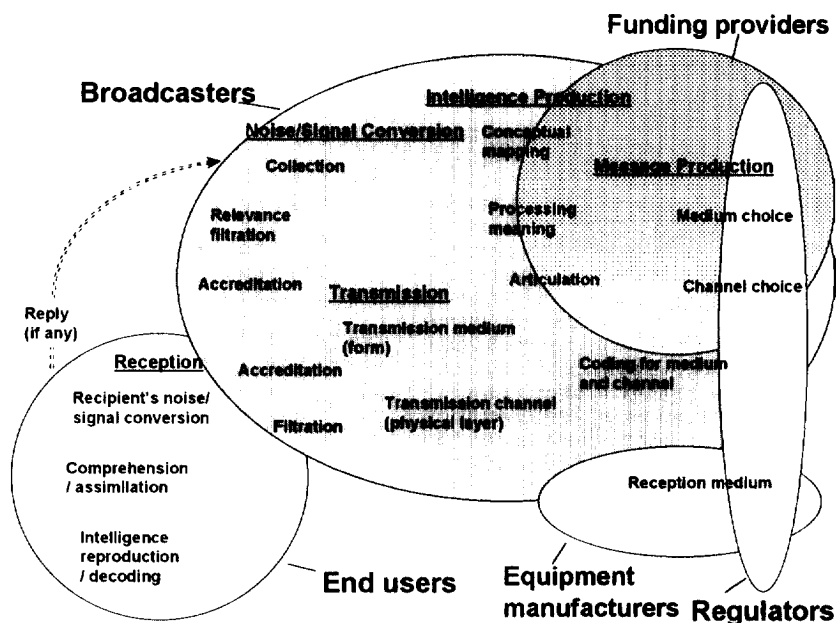 Funding providers
Broadcasters
Intelligence Production
Noise/Signal Conversion
Conceptual
mapping
Collection
Message Production
Relevance
filtration
Processing
meaning
Medium choice
Accreditation
Transmission
Articulation
Channel choice
Reply
(if any)
Transmission medium
(form)
Reception
Accreditation
Coding for medium
and channel
Recipient's noise/
signal conversion
Transmission channel
(physical layer)
Filtration
Comprehension
/ assimilation
Reception medium
Intelligence
reproduction
/ decoding
End users
Equipment
manufacturers
Regulators